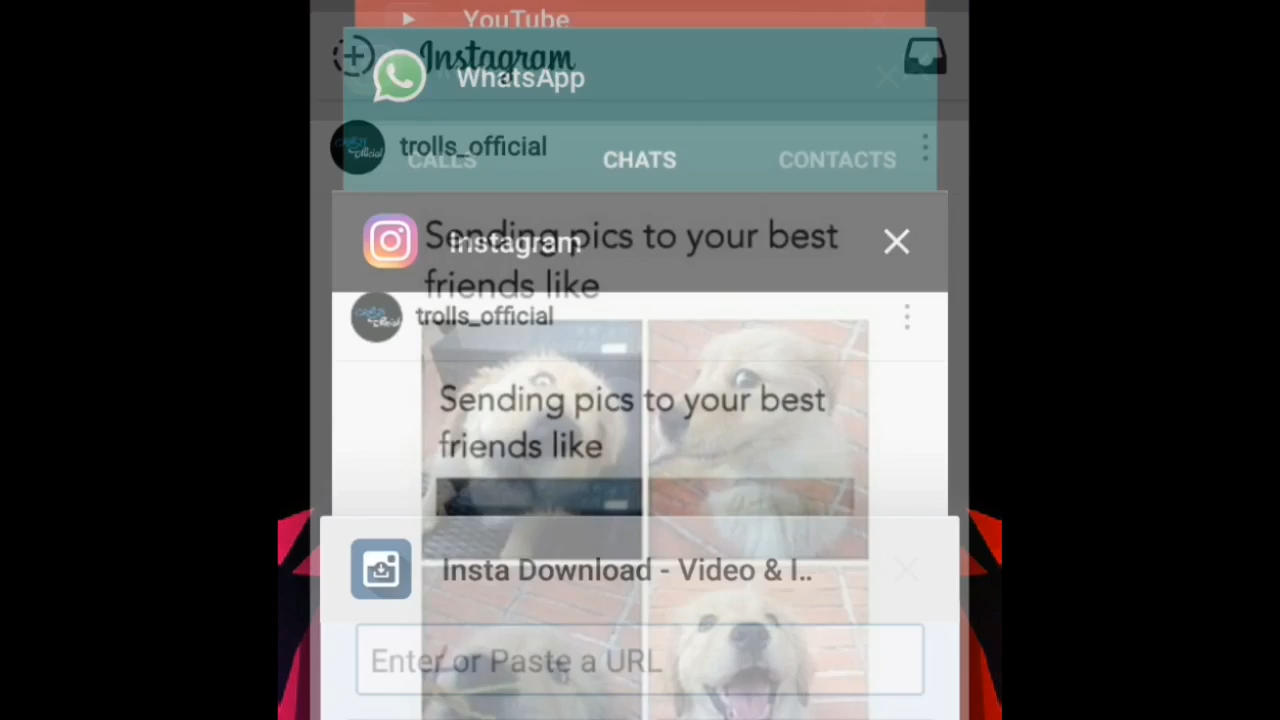 YouTube
Instagram
WhatsApp
trolls_official
CALLS
CHATS
CONTACTS
Sending pics to your best
friends like
Instagram
trolls_official
Sending pics to your best
friends like
Insta Download - Video & I..
Enter or Paste a URL